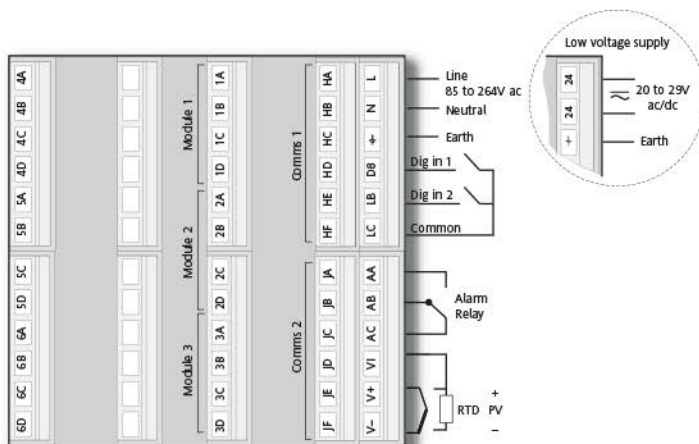 Low voltage supply
24
24
20 to 29V
ac/dc
Earth
4A
4B
4C
4D
5A
5B
5C
5D
6A
6B
6C
6D
Module 1
Module 2
Module 3
1A
1B
1C
1D
2A
2B
2C
2D
3A
3B
3C
3D
Comms 1
Comms 2
HA
HB
HC
HD
HE
HF
JA
JB
JC
JD
JE
JF
L
N
D8
LB
LC
AA
AB
AC
VI
V+
V−
Line
85 to 264V ac
Neutral
Earth
Dig in 1
Dig in 2
Common
Alarm
Relay
+
RTD PV
−